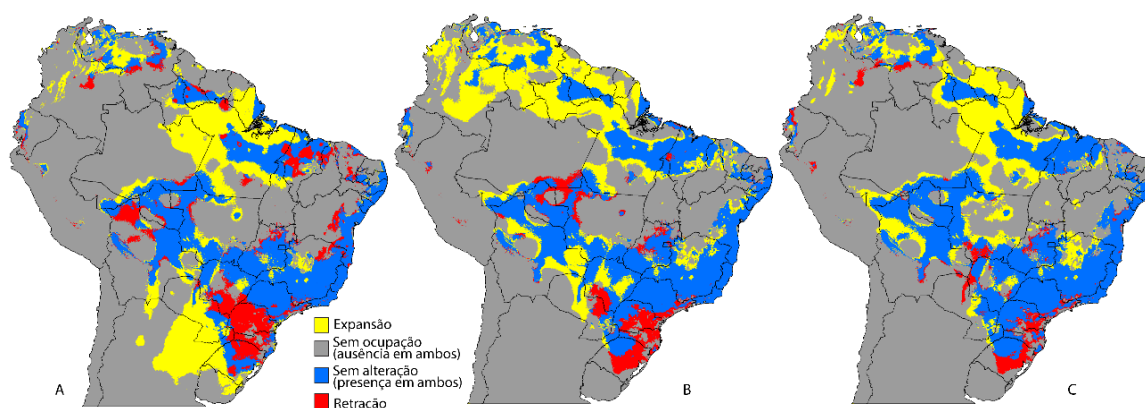 Expansão
Sem ocupação
(ausência em ambos)
Sem alteração
(presença em ambos)
Retração
A
B
C